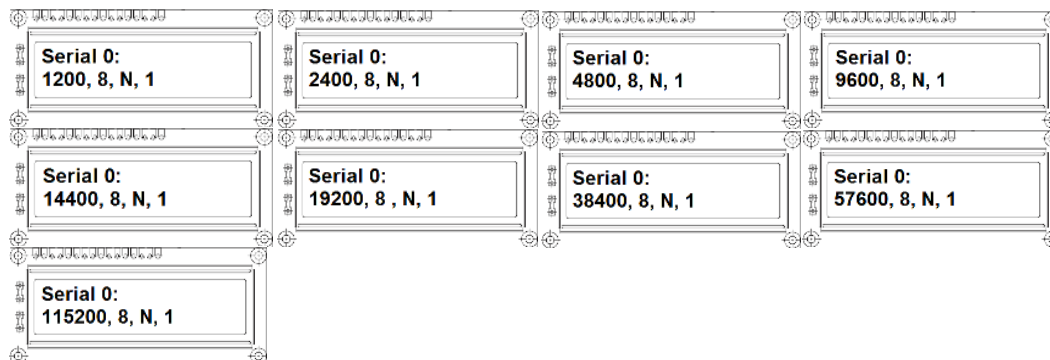 Serial 0:
1200, 8, N, 1
Serial 0:
2400, 8, N, 1
Serial 0:
4800, 8, N, 1
Serial 0:
9600, 8, N, 1
Serial 0:
14400, 8, N, 1
Serial 0:
19200, 8 , N, 1
Serial 0:
38400, 8, N, 1
Serial 0:
57600, 8, N, 1
Serial 0:
115200, 8, N, 1